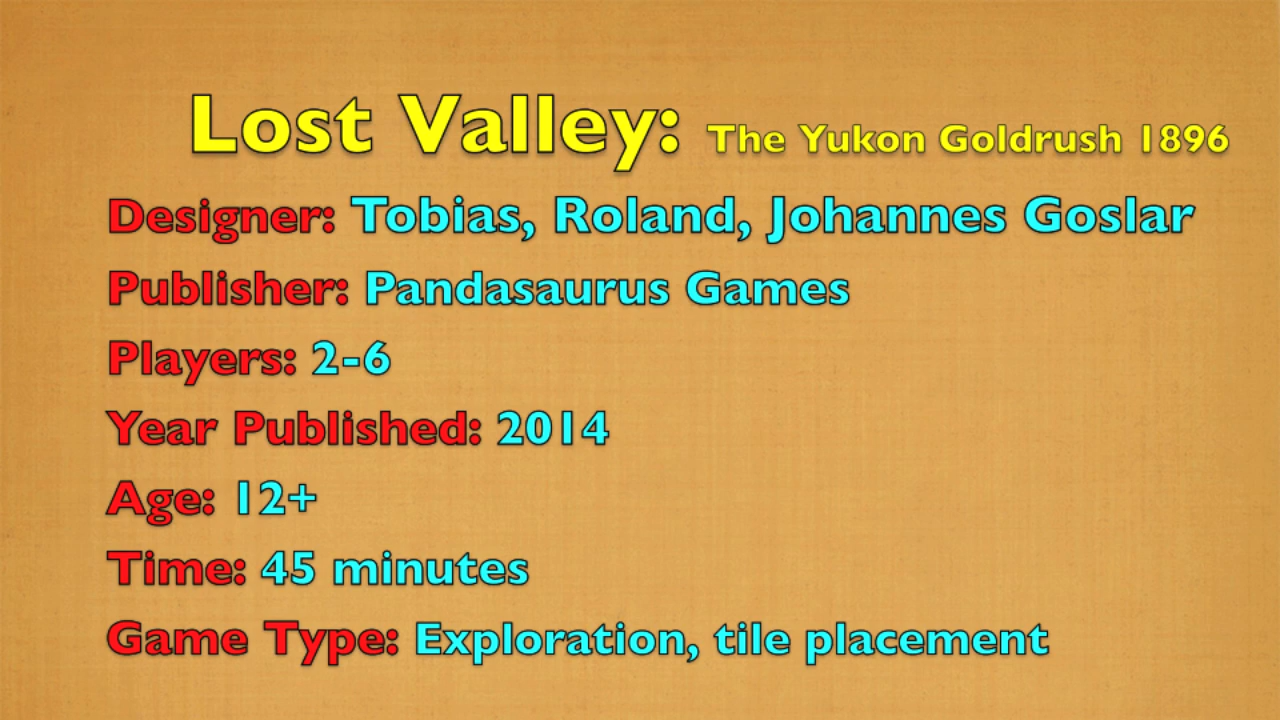 Lost Valley: The Yukon Goldrush 1896
Designer: Tobias, Roland, Johannes Goslar
Publisher: Pandasaurus Games
Players: 2-6
Year Published: 2014
Age: 12+
Time: 45 minutes
Game Type: Exploration, tile placement